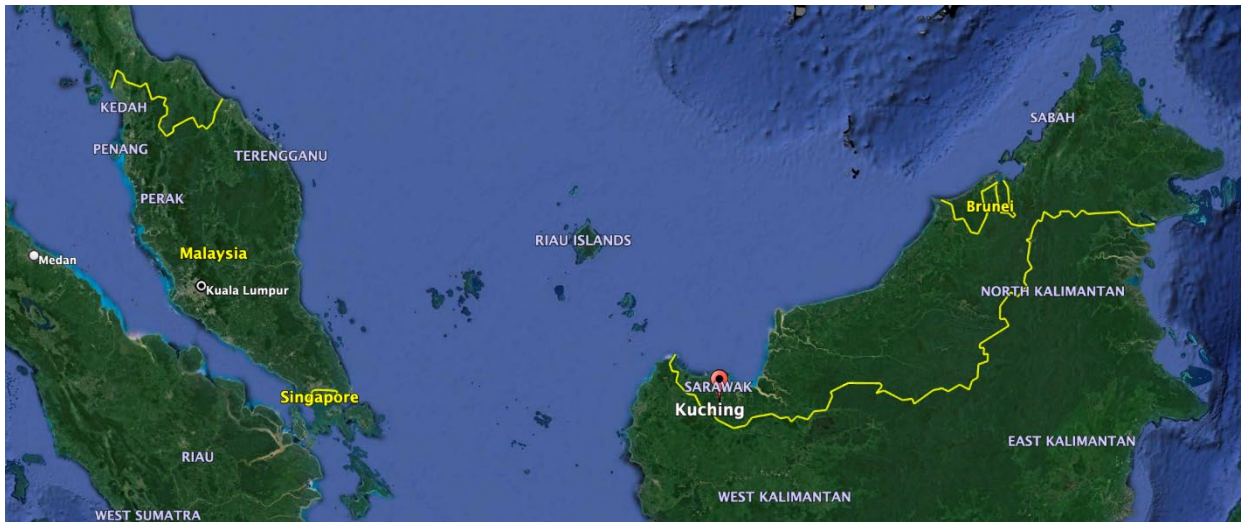 KEDAH
SABAH
PENANG
TERENGGANU
PERAK
Brunei
RIAU ISLANDS
Malaysia
Medan
Kuala Lumpur
NORTH KALIMANTAN
SARAWAK
Singapore
Kuching
EAST KALIMANTAN
RIAU
WEST KALIMANTAN
WEST SUMATRA